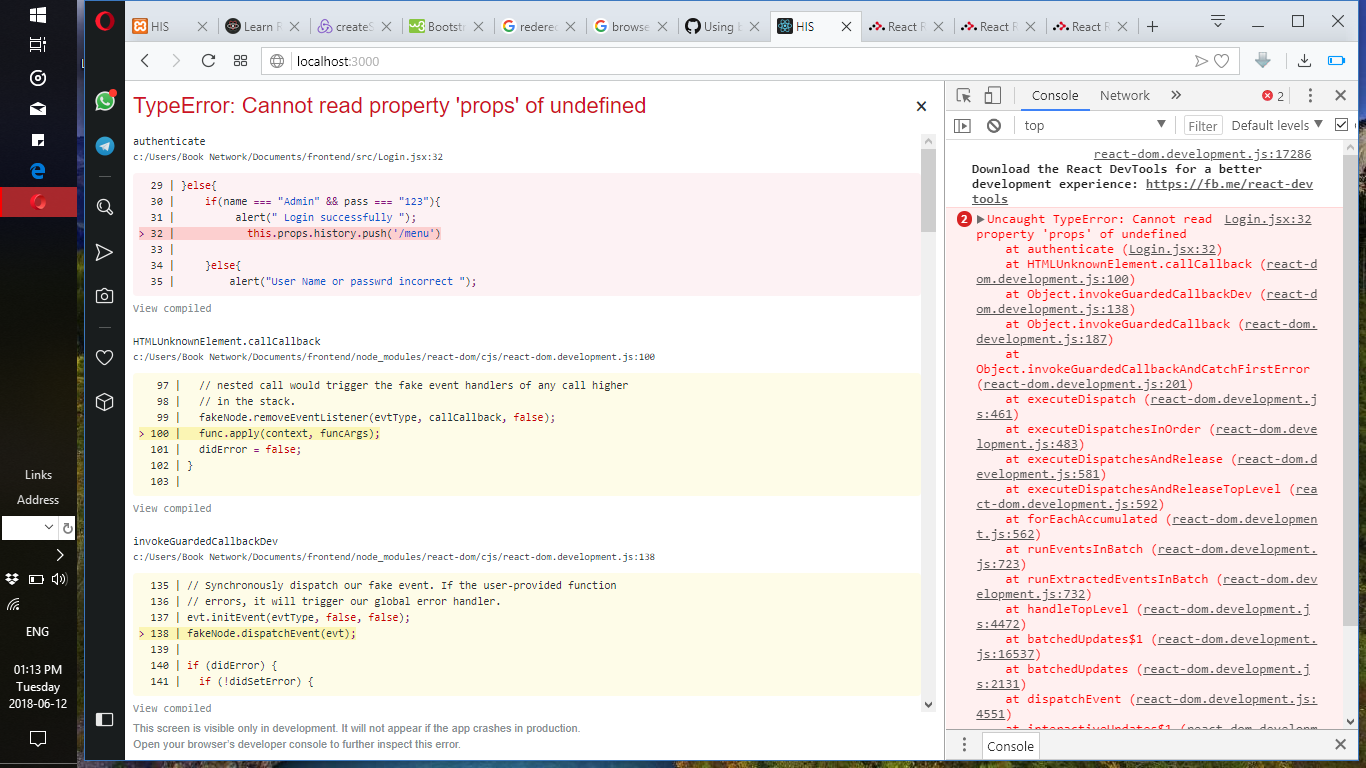 HIS
Learn R
createS
Bootstr
rederec
browse
Using b
HIS
React R
React R
React R
localhost:3000
TypeError: Cannot read property 'props' of undefined
authenticate
c:/Users/Book Network/Documents/frontend/src/Login.jsx:32
29 | }else{
30 | if(name === "Admin" && pass === "123"){
31 | alert(" Login successfully ");
> 32 | this.props.history.push('/menu')
33 |
34 | }else{
35 | alert("User Name or passwrd incorrect ");
View compiled
HTMLUnknownElement.callCallback
c:/Users/Book Network/Documents/frontend/node_modules/react-dom/cjs/react-dom.development.js:100
97 | // nested call would trigger the fake event handlers of any call higher
98 | // in the stack.
99 | fakeNode.removeEventListener(evtType, callCallback, false);
> 100 | func.apply(context, funcArgs);
101 | didError = false;
102 | }
103 |
View compiled
invokeGuardedCallbackDev
c:/Users/Book Network/Documents/frontend/node_modules/react-dom/cjs/react-dom.development.js:138
135 | // Synchronously dispatch our fake event. If the user-provided function
136 | // errors, it will trigger our global error handler.
137 | evt.initEvent(evtType, false, false);
> 138 | fakeNode.dispatchEvent(evt);
139 |
140 | if (didError) {
141 | if (!didSetError) {
View compiled
This screen is visible only in development. It will not appear if the app crashes in production.
Open your browser's developer console to further inspect this error.
Console Network 2
top Filter Default levels
react-dom.development.js:17286
Download the React DevTools for a better
development experience: https://fb.me/react-dev
tools
2 Uncaught TypeError: Cannot read Login.jsx:32
property 'props' of undefined
at authenticate (Login.jsx:32)
at HTMLUnknownElement.callCallback (react-d
om.development.js:100)
at Object.invokeGuardedCallbackDev (react-d
om.development.js:138)
at Object.invokeGuardedCallback (react-dom.
development.js:187)
at
Object.invokeGuardedCallbackAndCatchFirstError
(react-dom.development.js:201)
at executeDispatch (react-dom.development.j
s:461)
at executeDispatchesInOrder (react-dom.deve
lopment.js:483)
at executeDispatchesAndRelease (react-dom.d
evelopment.js:581)
at executeDispatchesAndReleaseTopLevel (rea
ct-dom.development.js:592)
at forEachAccumulated (react-dom.developmen
t.js:562)
at runEventsInBatch (react-dom.development.
js:723)
at runExtractedEventsInBatch (react-dom.dev
elopment.js:732)
at handleTopLevel (react-dom.development.j
s:4472)
at batchedUpdates$1 (react-dom.development.
js:16537)
at batchedUpdates (react-dom.development.j
s:2131)
at dispatchEvent (react-dom.development.js:
4551)
at interactiveUpdates$1 (react-dom.developm
Console
Links
Address
ENG
01:13 PM
Tuesday
2018-06-12